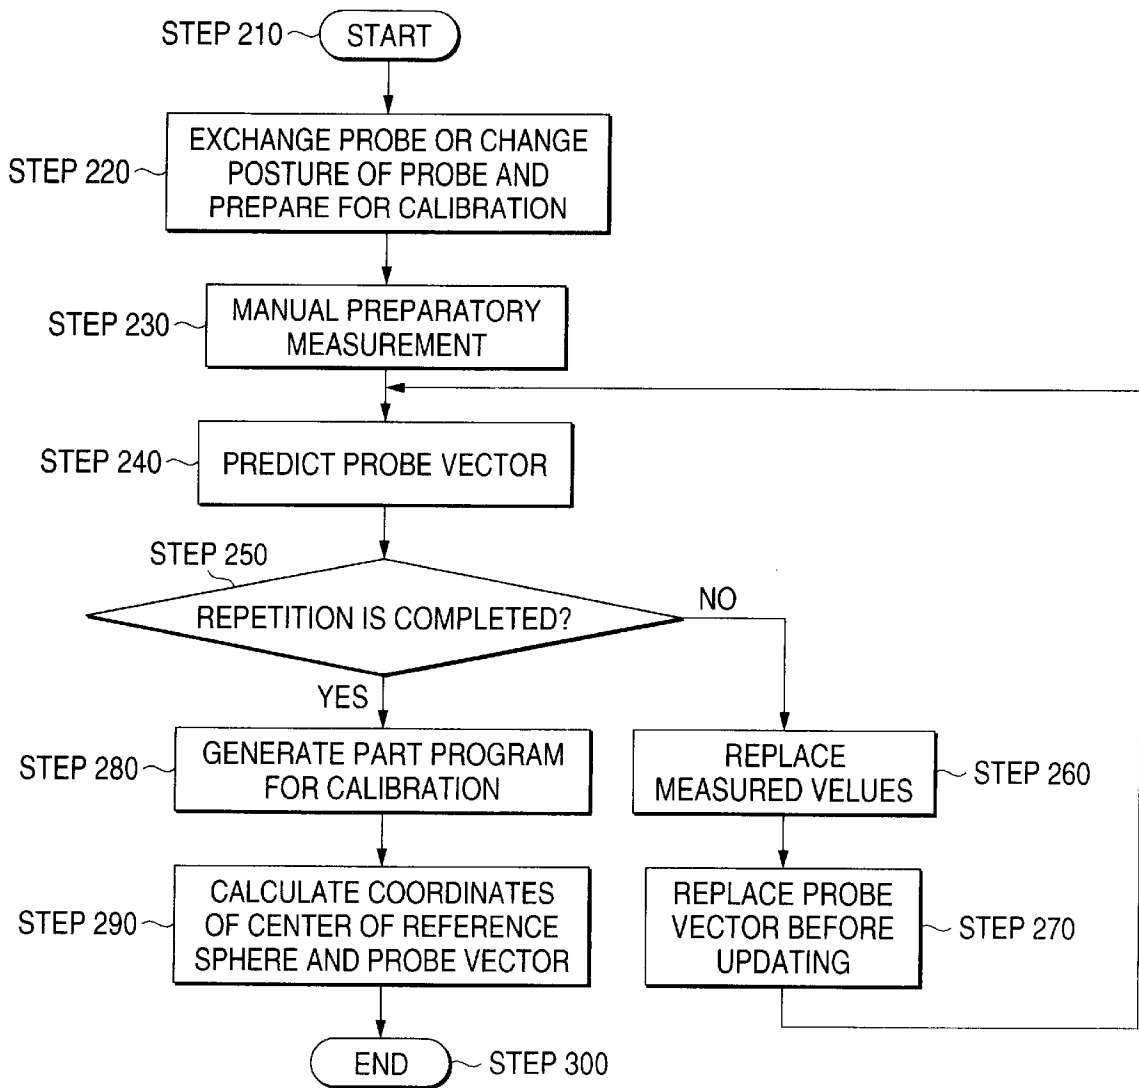 STEP 210
START
STEP 220
EXCHANGE PROBE OR CHANGE
POSTURE OF PROBE AND
PREPARE FOR CALIBRATION
STEP 230
MANUAL PREPARATORY
MEASUREMENT
STEP 240
PREDICT PROBE VECTOR
STEP 250
REPETITION IS COMPLETED?
NO
YES
STEP 280
GENERATE PART PROGRAM
FOR CALIBRATION
REPLACE
MEASURED VELUES
STEP 260
STEP 290
CALCULATE COORDINATES
OF CENTER OF REFERENCE
SPHERE AND PROBE VECTOR
REPLACE PROBE
VECTOR BEFORE
UPDATING
STEP 270
END
STEP 300